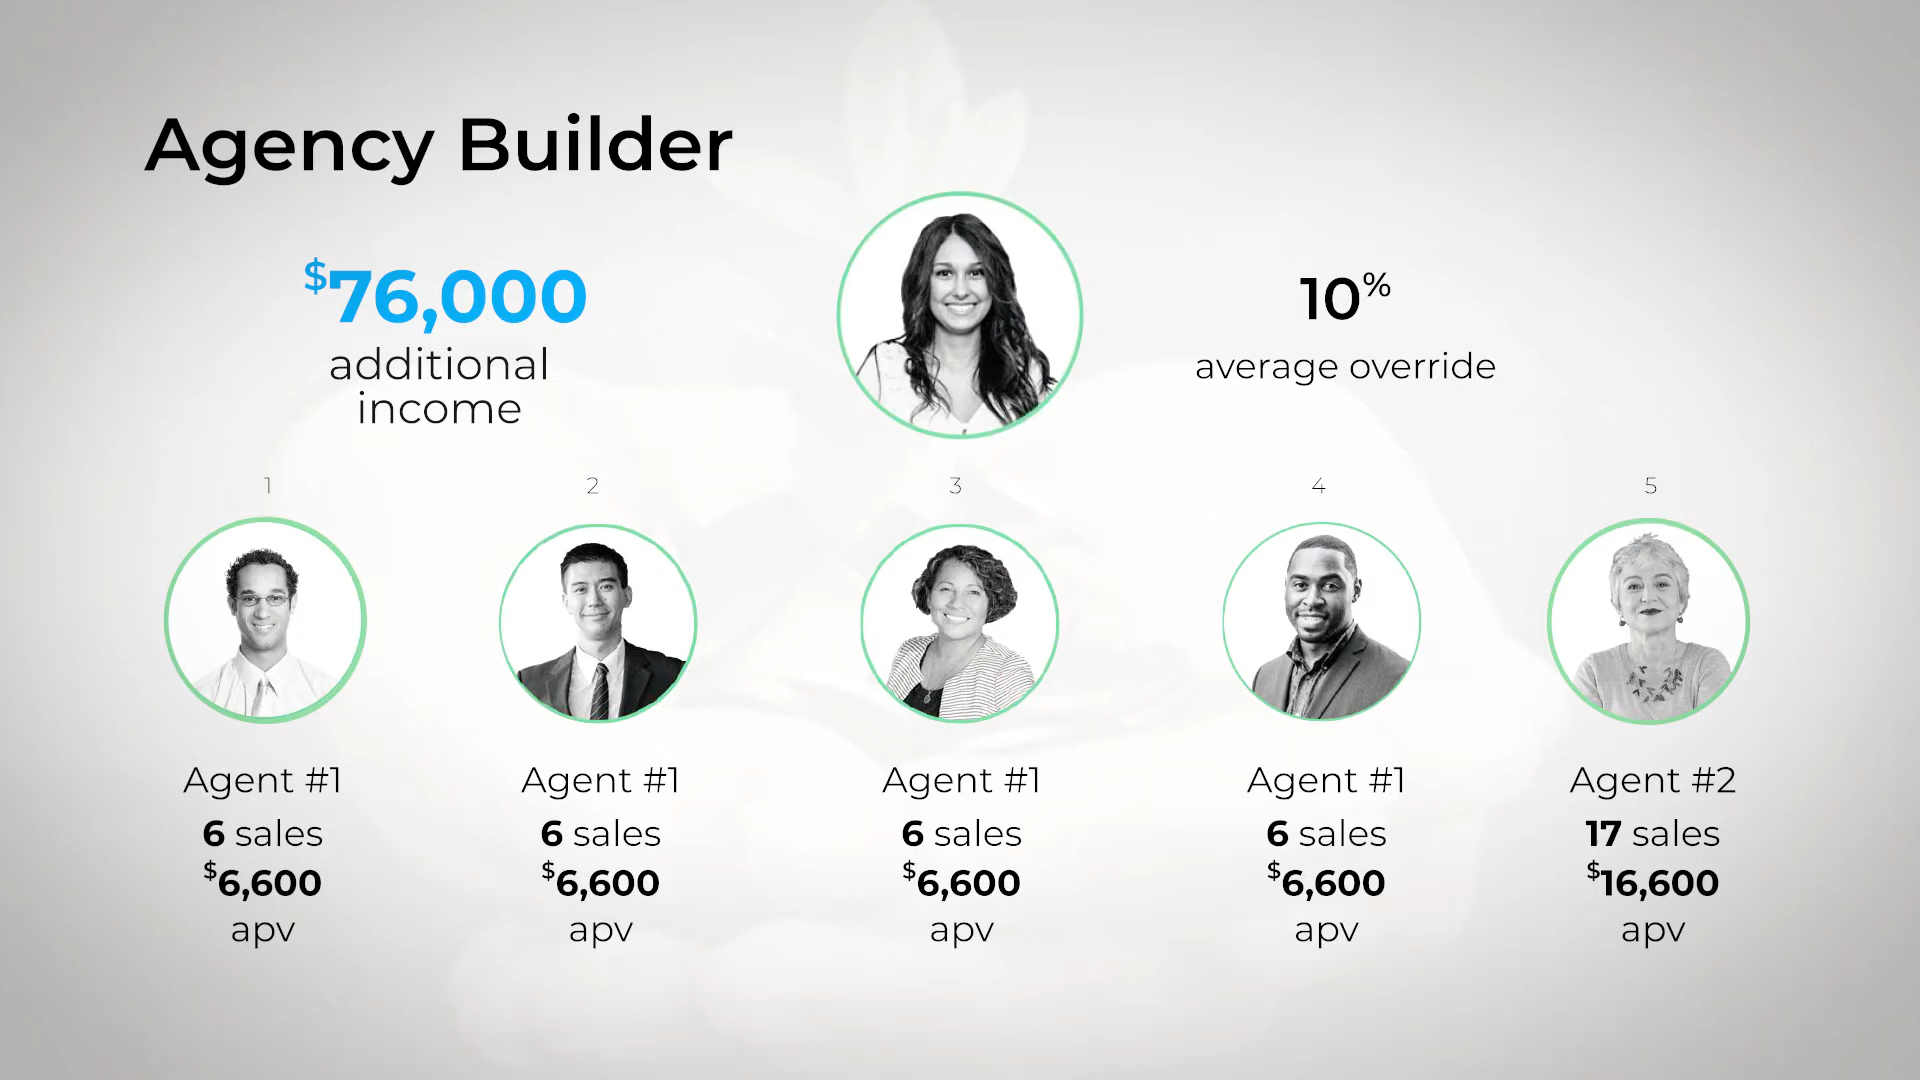 Agency Builder
$76,000
additional
income
10%
average override
1
2
3
4
5
Agent #1
6 sales
$6,600
apv
Agent #1
6 sales
$6,600
apv
Agent #1
6 sales
$6,600
apv
Agent #1
6 sales
$6,600
apv
Agent #2
17 sales
$16,600
apv